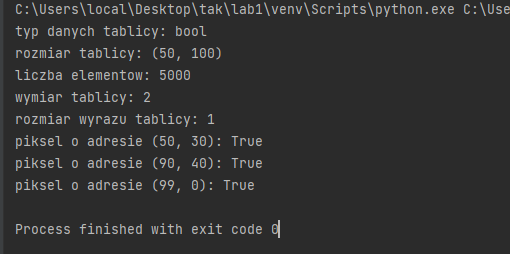 C:\Users\local\Desktop\tak\lab1\venv\Scripts\python.exe C:\Use
typ danych tablicy: bool
rozmiar tablicy: (50, 100)
liczba elementow: 5000
wymiar tablicy: 2
rozmiar wyrazu tablicy: 1
piksel o adresie (50, 30): True
piksel o adresie (90, 40): True
piksel o adresie (99, 0): True
Process finished with exit code 0